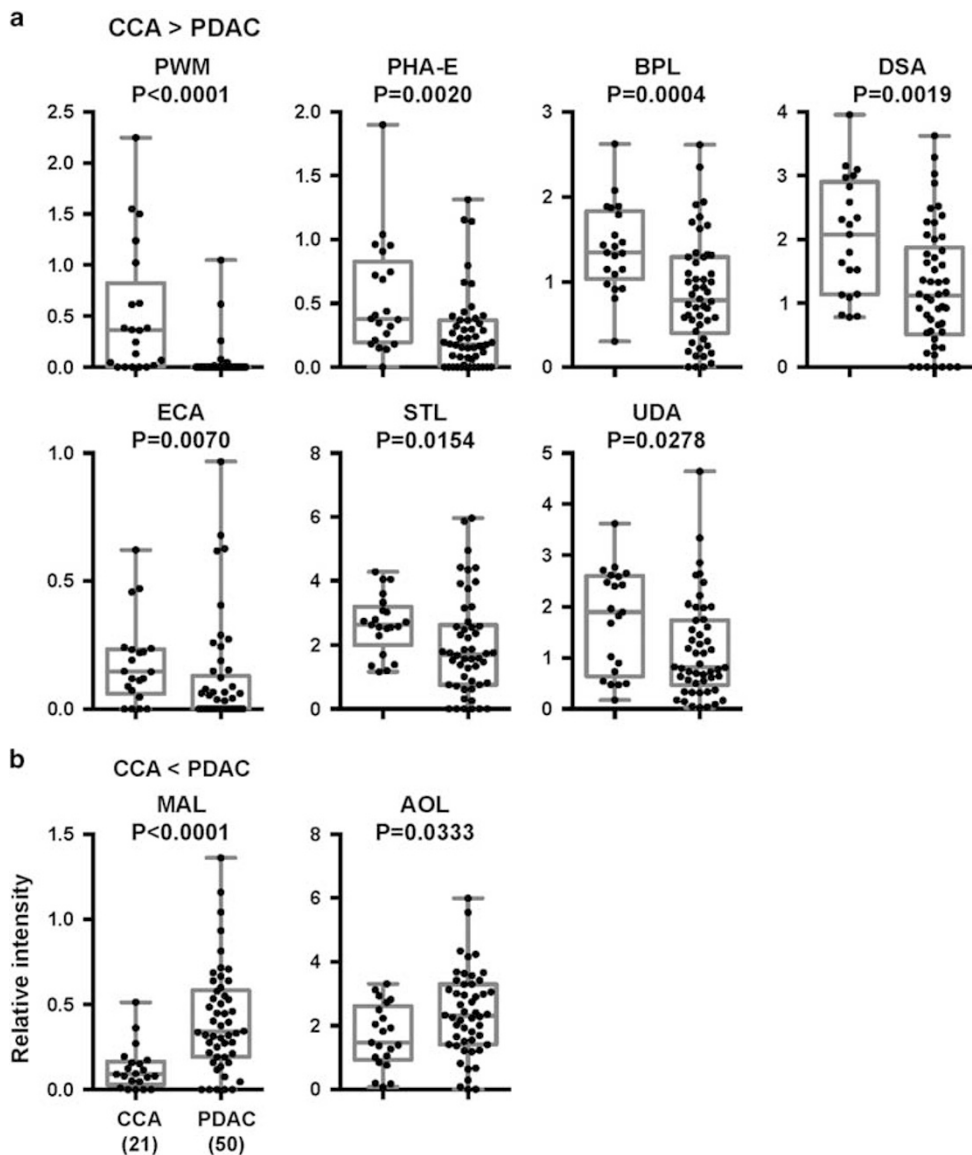 a
CCA > PDAC
PWM
P<0.0001
2.5
2.0
1.5
1.0
0.5
0.0
PHA-E
P=0.0020
2.0
1.5
1.0
0.5
0.0
BPL
P=0.0004
3
2
1
0
DSA
P=0.0019
4
3
2
1
0
ECA
P=0.0070
1.0
0.5
0.0
STL
P=0.0154
8
6
4
2
0
UDA
P=0.0278
5
4
3
2
1
0
b
CCA < PDAC
MAL
P<0.0001
Relative intensity
1.5
1.0
0.5
0.0
CCA PDAC
(21) (50)
AOL
P=0.0333
8
6
4
2
0